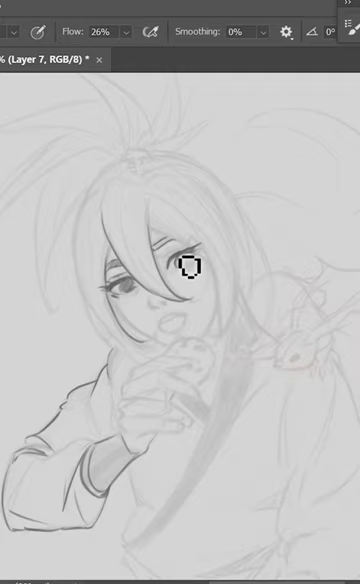 Flow: 26% Smoothing: 0% 0°
% (Layer 7, RGB/8) * ×